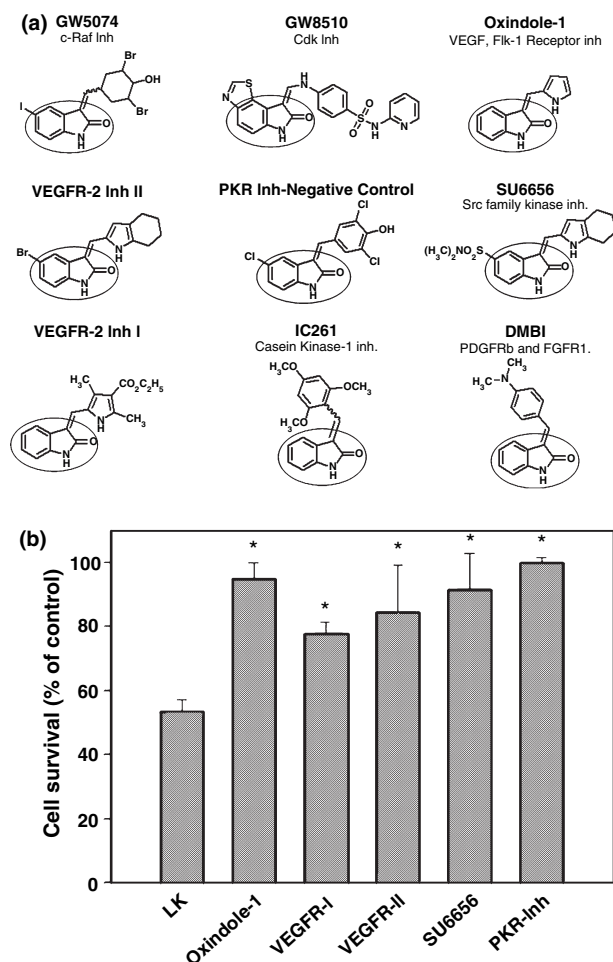 (a)
GW5074
c-Raf Inh
Br
OH
Br
I
O
N
H
GW8510
Cdk Inh
S
N
H
N
O
N
H
O
S
O
N
H
N
Oxindole-1
VEGF, Flk-1 Receptor inh
N
H
O
N
H
VEGFR-2 Inh II
Br
N
H
O
N
H
PKR Inh-Negative Control
Cl
OH
Cl
Cl
O
N
H
SU6656
Src family kinase inh.
(H₃C)₂NO₂S
N
H
O
N
H
VEGFR-2 Inh I
CH₃
CO₂C₂H₅
N
H
CH₃
O
N
H
IC261
Casein Kinase-1 inh.
OCH₃
OCH₃
OCH₃
O
N
H
DMBI
PDGFRb and FGFR1.
CH₃
H₃C
N
O
N
H
(b)
Cell survival (% of control)
100
80
60
40
20
0
*
*
*
*
*
LK
Oxindole-1
VEGFR-I
VEGFR-II
SU6656
PKR-Inh